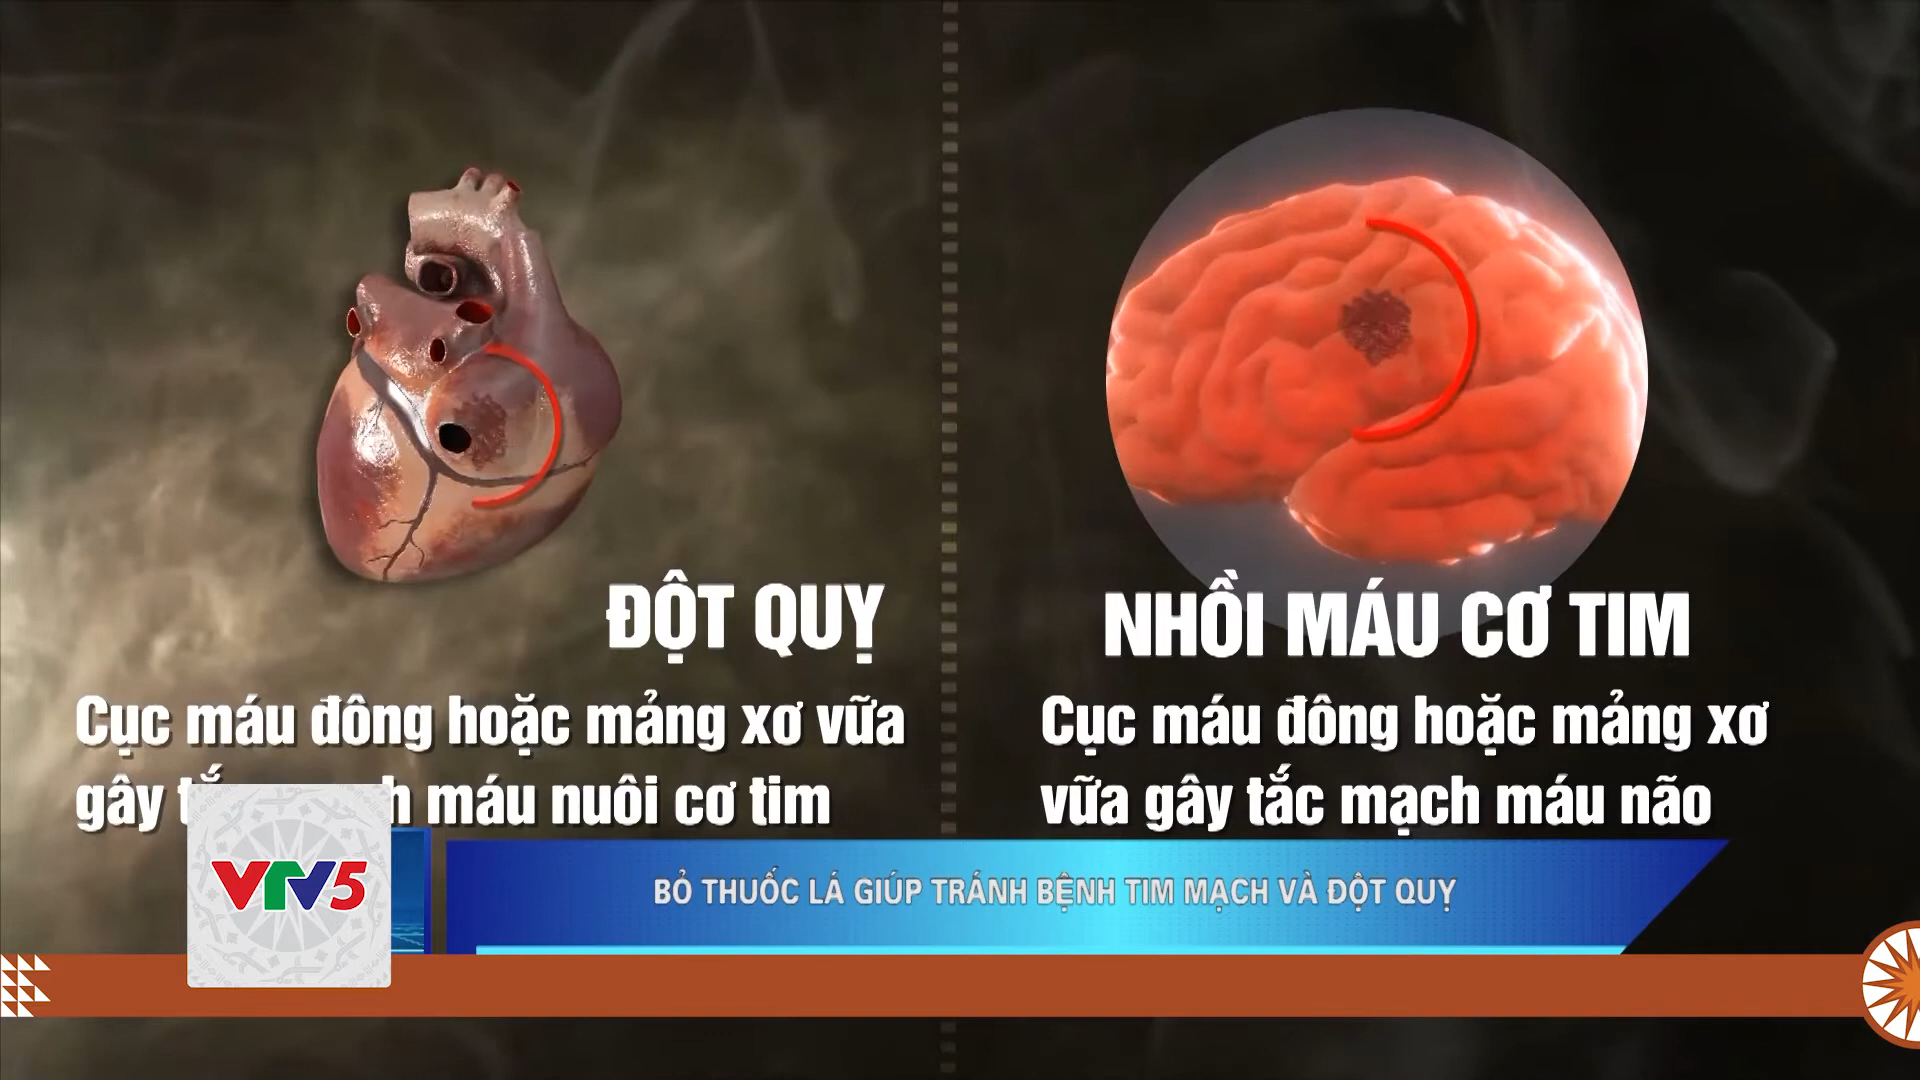 ĐỘT QUỴ
Cục máu đông hoặc mảng xơ vữa
gây máu nuôi cơ tim
NHỒI MÁU CƠ TIM
Cục máu đông hoặc mảng xơ
vữa gây tắc mạch máu não
VTV5
BỎ THUỐC LÁ GIÚP TRÁNH BỆNH TIM MẠCH VÀ ĐỘT QUỴ